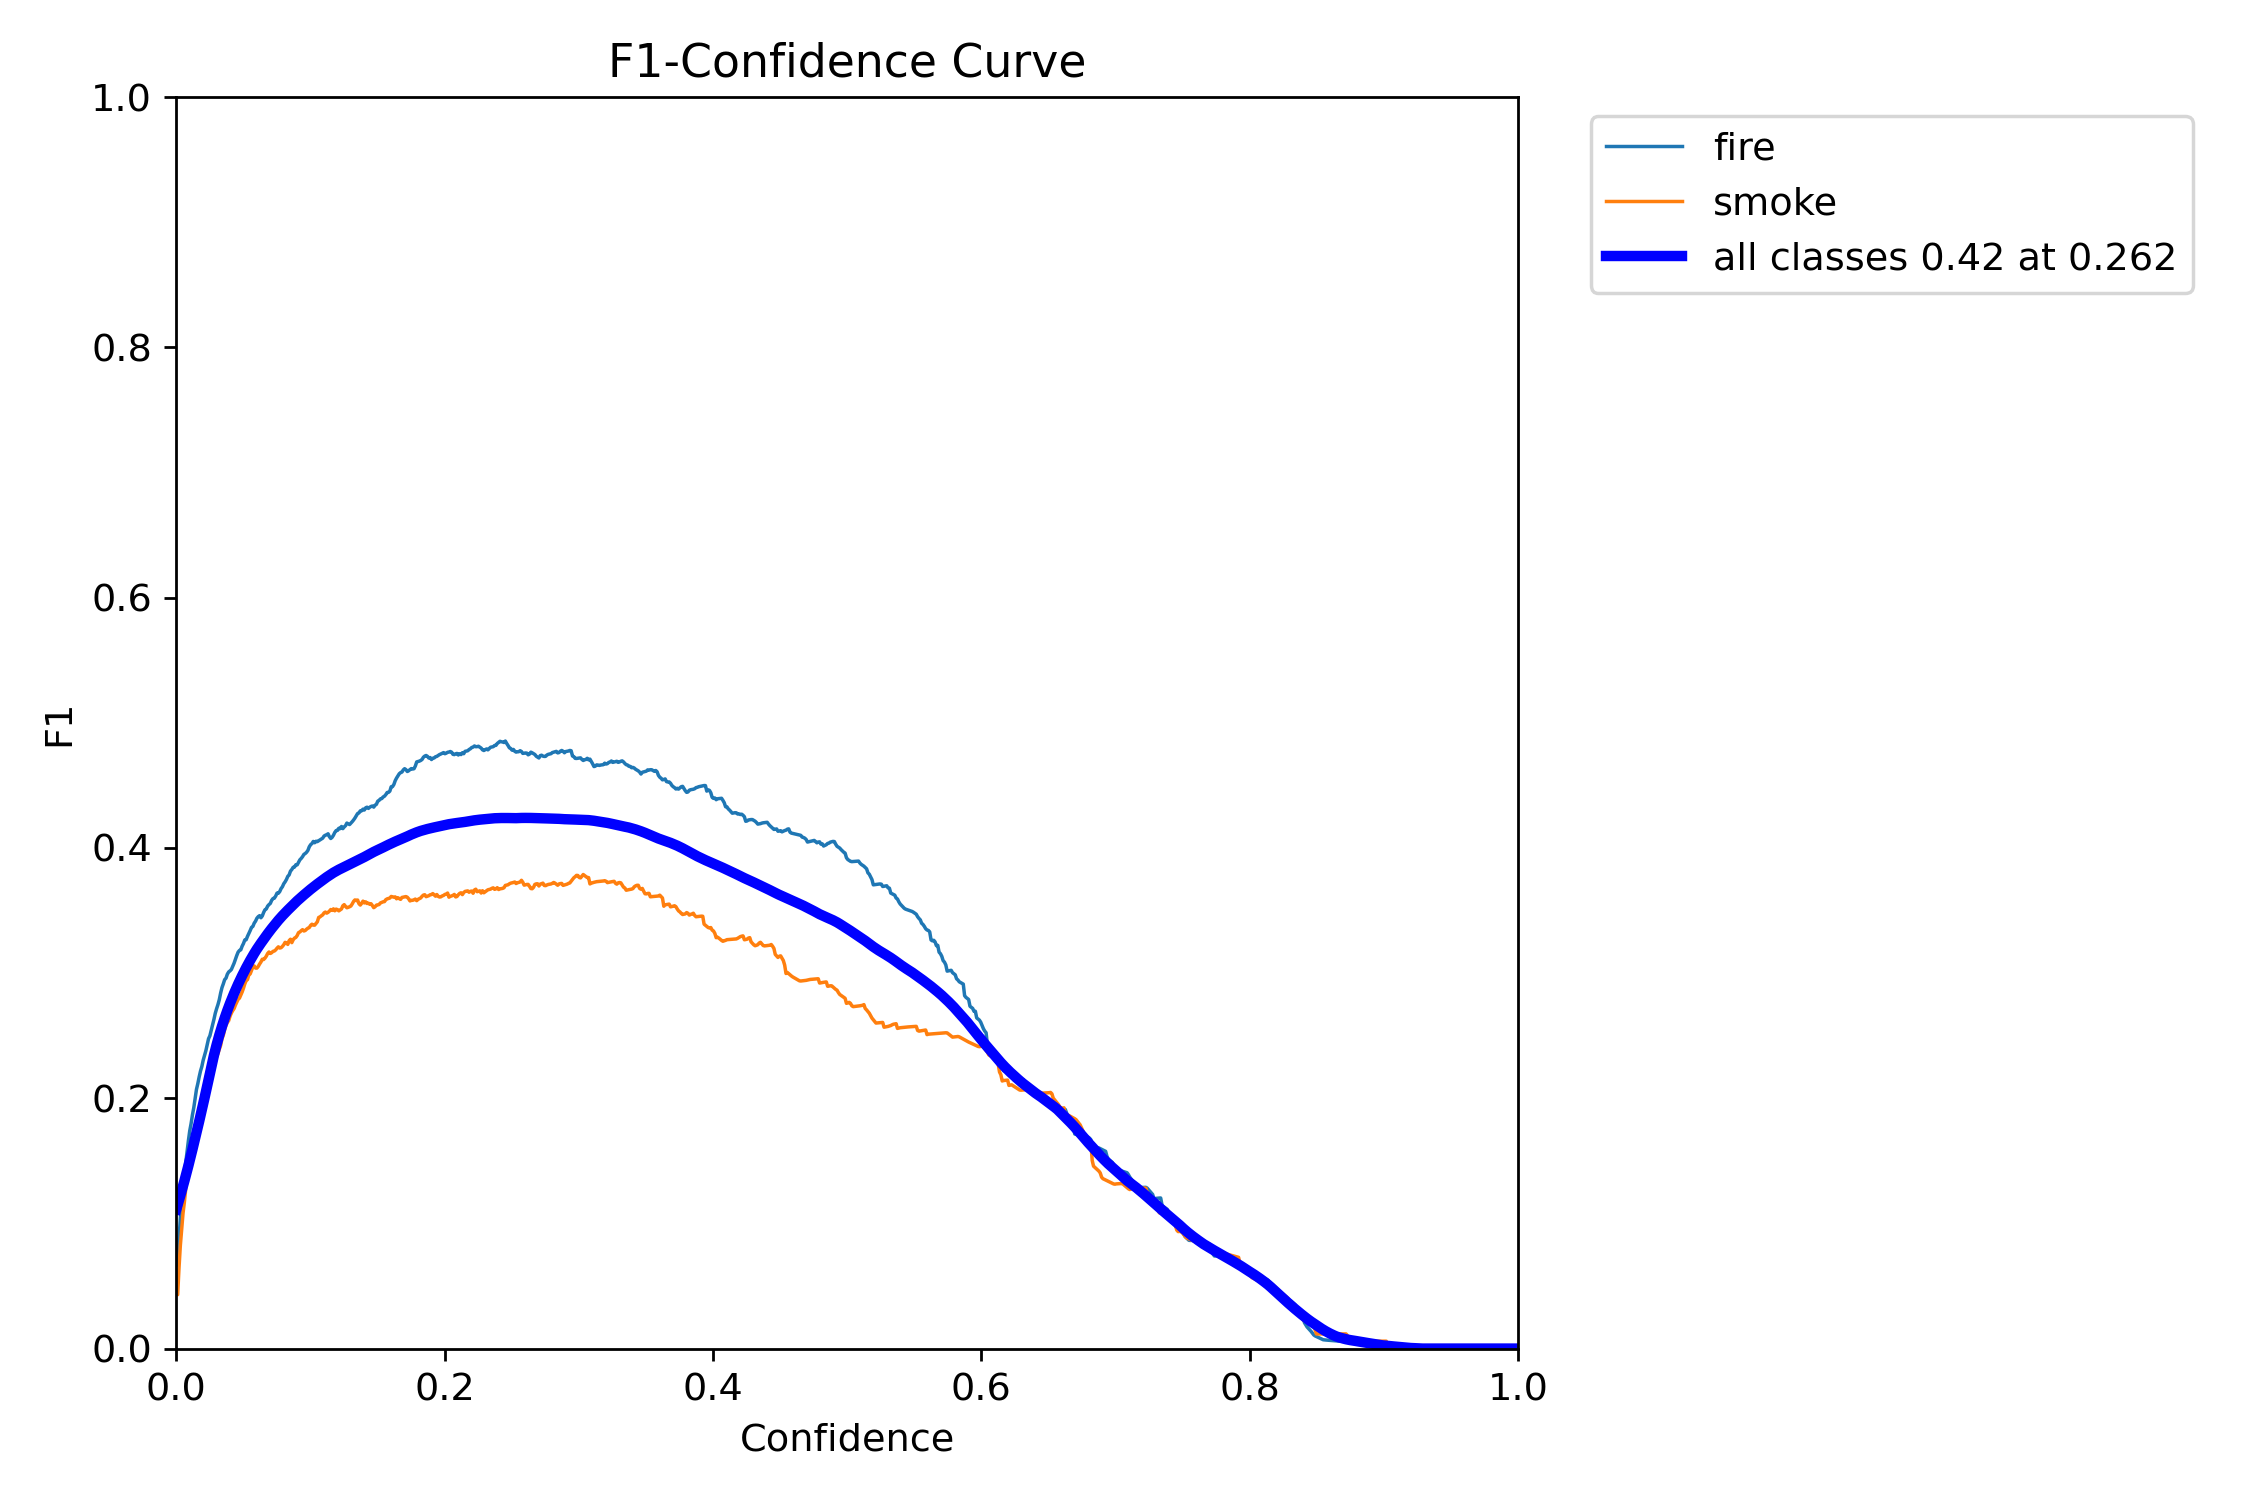 F1-Confidence Curve
1.0
0.8
0.6
0.4
0.2
0.0
F1
0.0 0.2 0.4 0.6 0.8 1.0
Confidence
fire
smoke
all classes 0.42 at 0.262